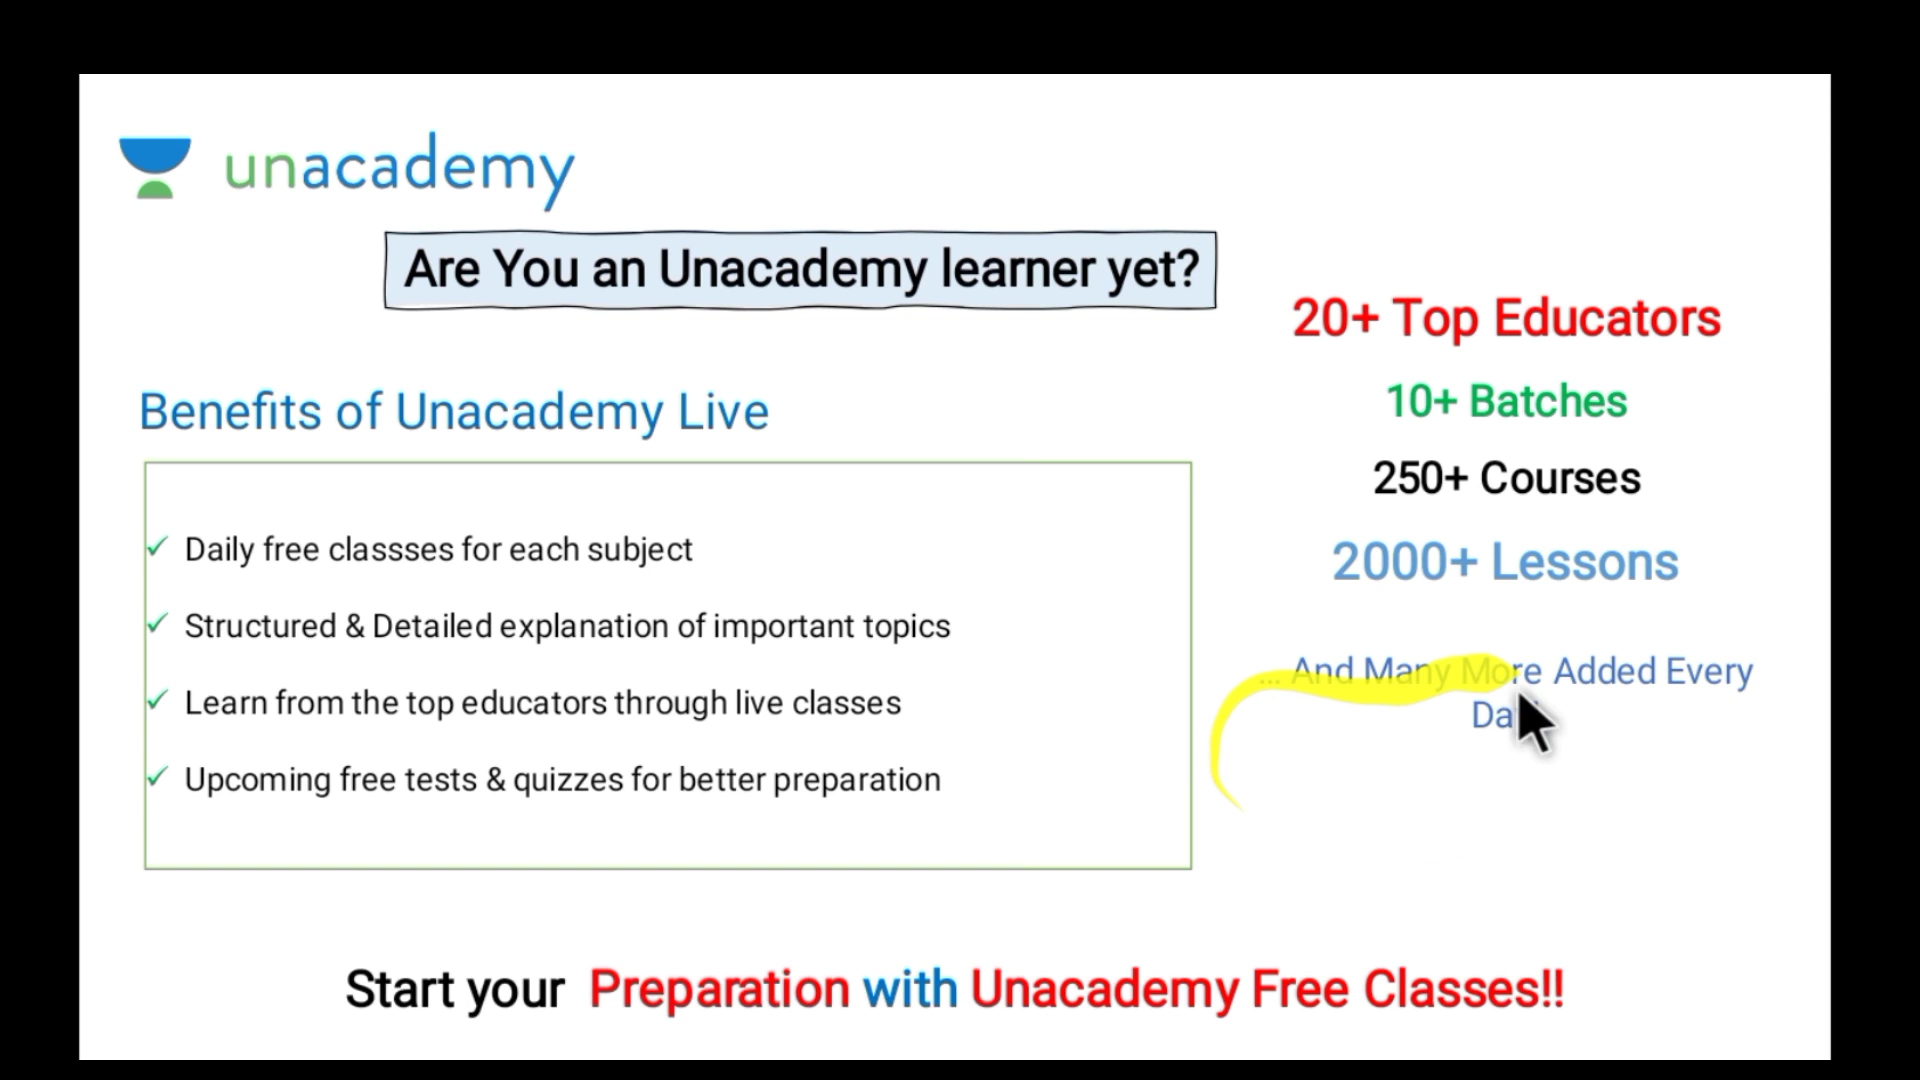 unacademy
Are You an Unacademy learner yet?
20+ Top Educators
10+ Batches
250+ Courses
2000+ Lessons
... And Many More Added Every
Benefits of Unacademy Live
✓ Daily free classses for each subject
✓ Structured & Detailed explanation of important topics
✓ Learn from the top educators through live classes
✓ Upcoming free tests & quizzes for better preparation
Start your Preparation with Unacademy Free Classes!!